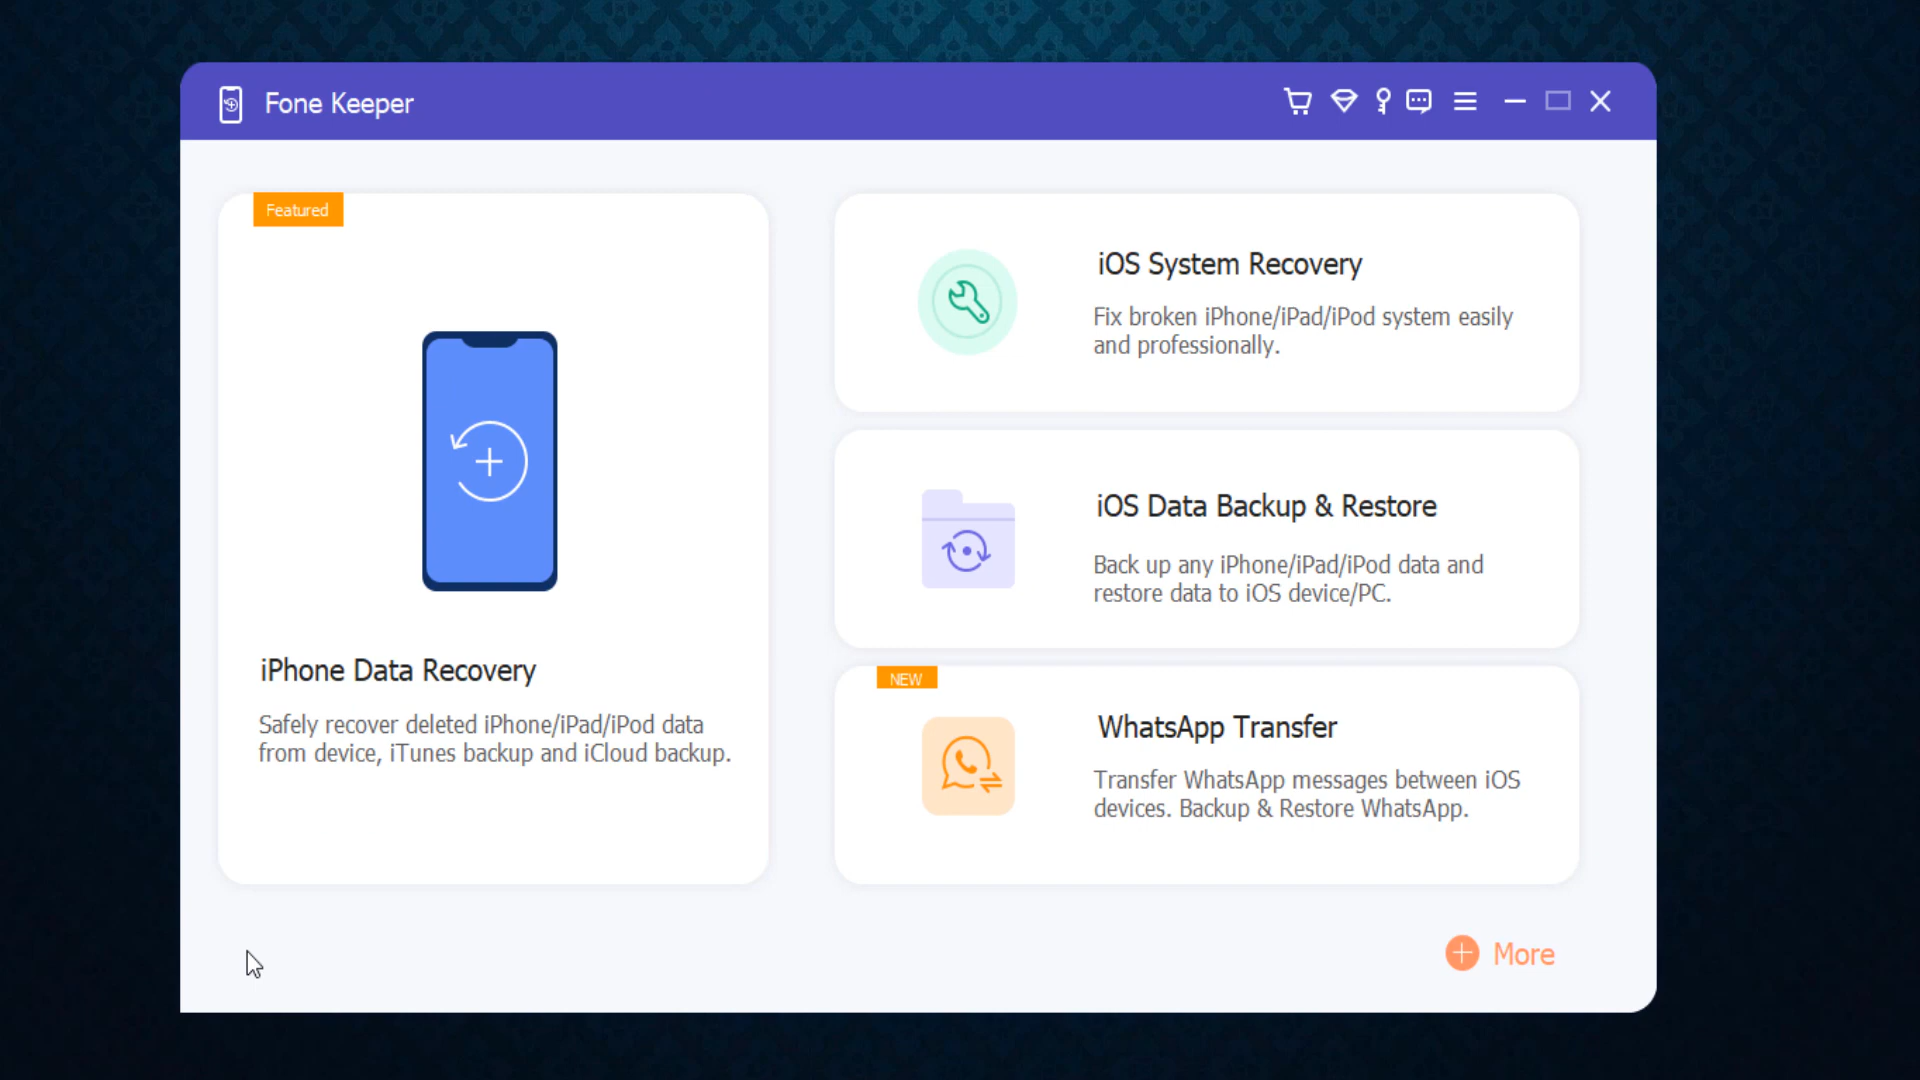 Fone Keeper
Featured
iPhone Data Recovery
Safely recover deleted iPhone/iPad/iPod data
from device, iTunes backup and iCloud backup.
iOS System Recovery
Fix broken iPhone/iPad/iPod system easily
and professionally.
iOS Data Backup & Restore
Back up any iPhone/iPad/iPod data and
restore data to iOS device/PC.
NEW
WhatsApp Transfer
Transfer WhatsApp messages between iOS
devices. Backup & Restore WhatsApp.
More